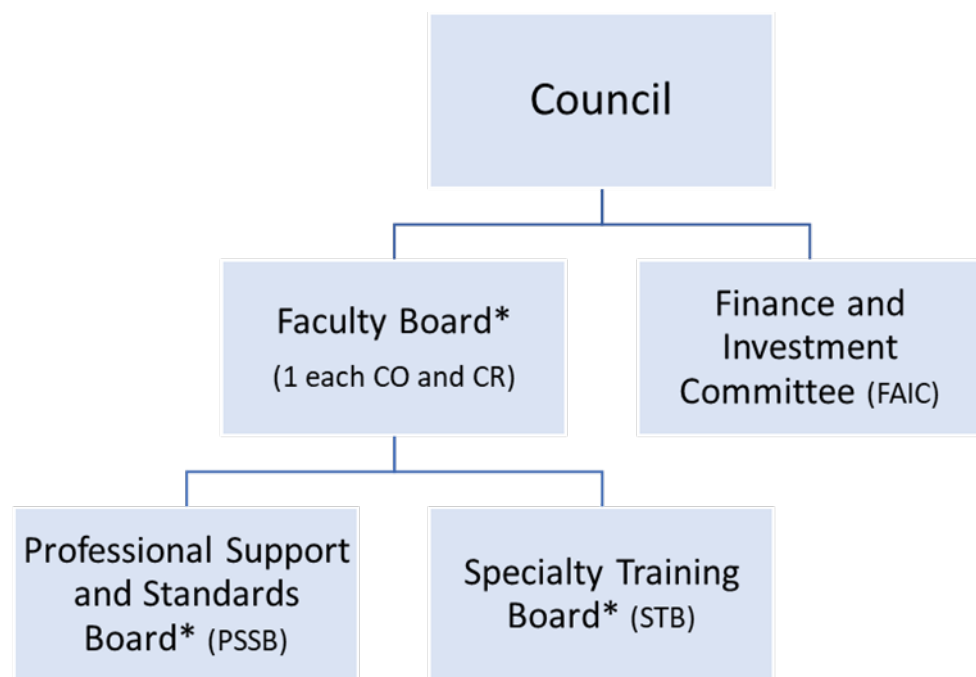 Council
Faculty Board*
(1 each CO and CR)
Finance and
Investment
Committee (FAIC)
Professional Support
and Standards
Board* (PSSB)
Specialty Training
Board* (STB)